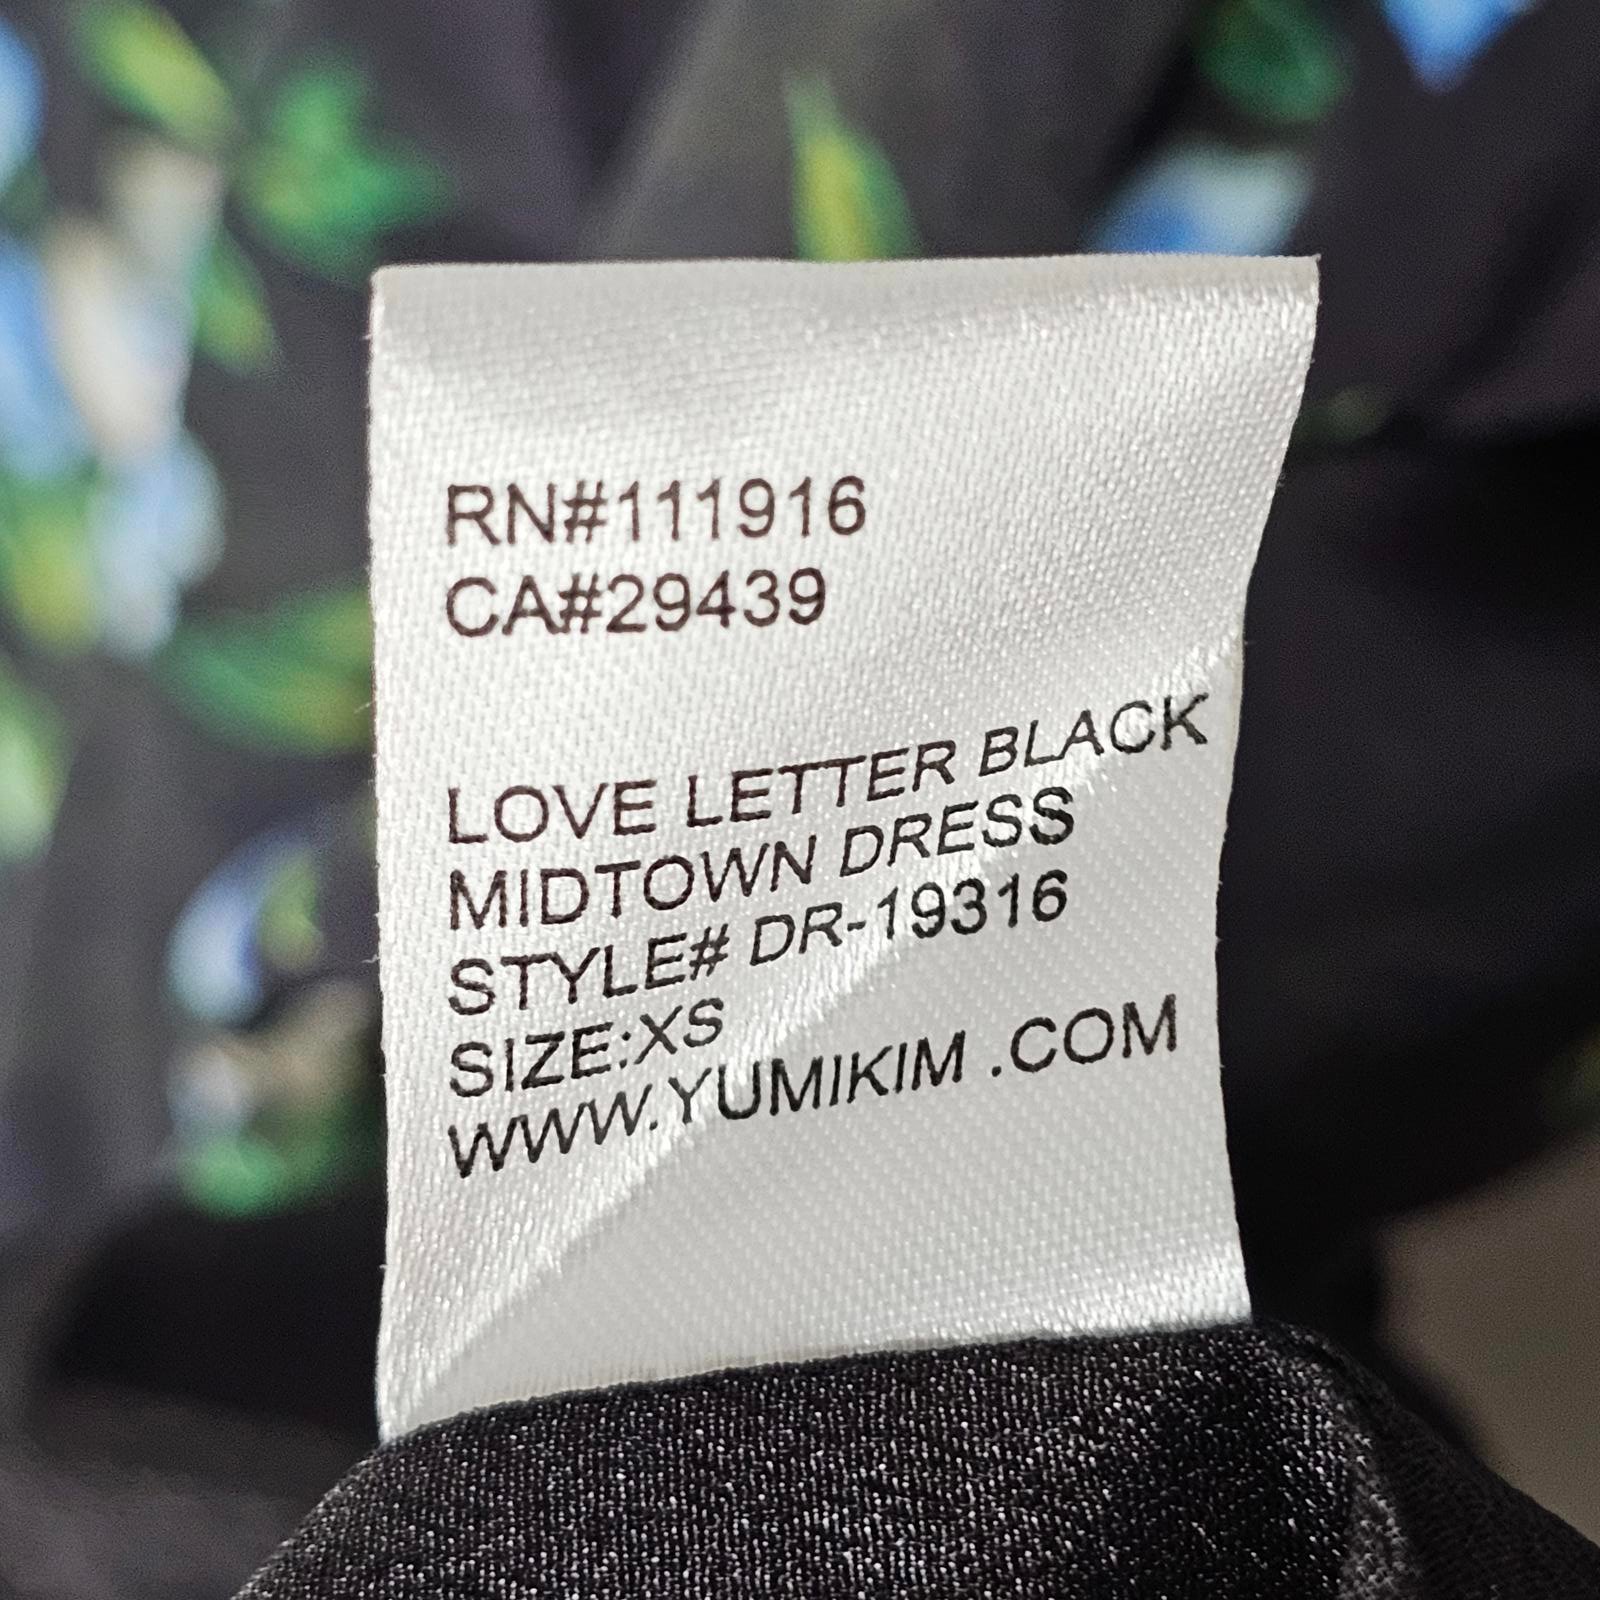 RN#111916
CA#29439
LOVE LETTER BLACK
MIDTOWN DRESS
STYLE# DR-19316
SIZE:XS
WWW.YUMIKIM .COM